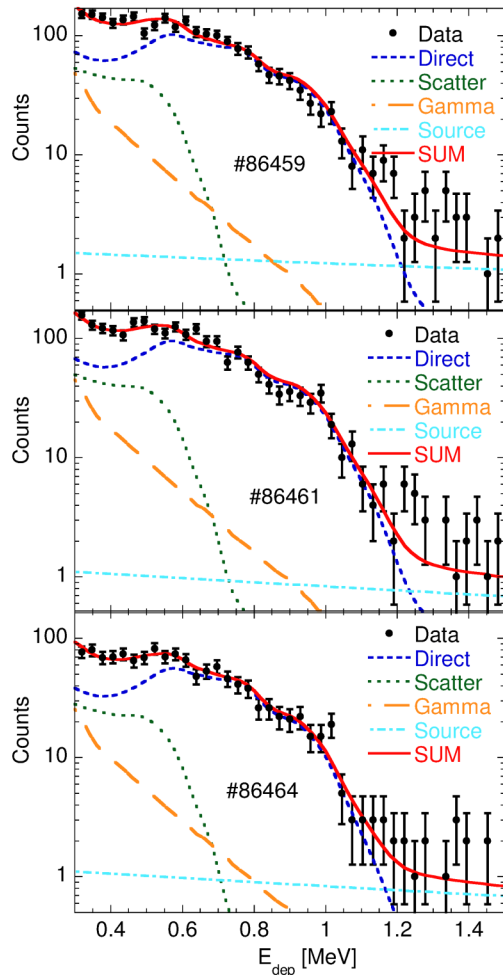 100
10
1
Counts
Data
Direct
Scatter
Gamma
Source
SUM
#86459
100
10
1
Counts
Data
Direct
Scatter
Gamma
Source
SUM
#86461
100
10
1
Counts
Data
Direct
Scatter
Gamma
Source
SUM
#86464
0.4 0.6 0.8 1.0 1.2 1.4
E_dep [MeV]